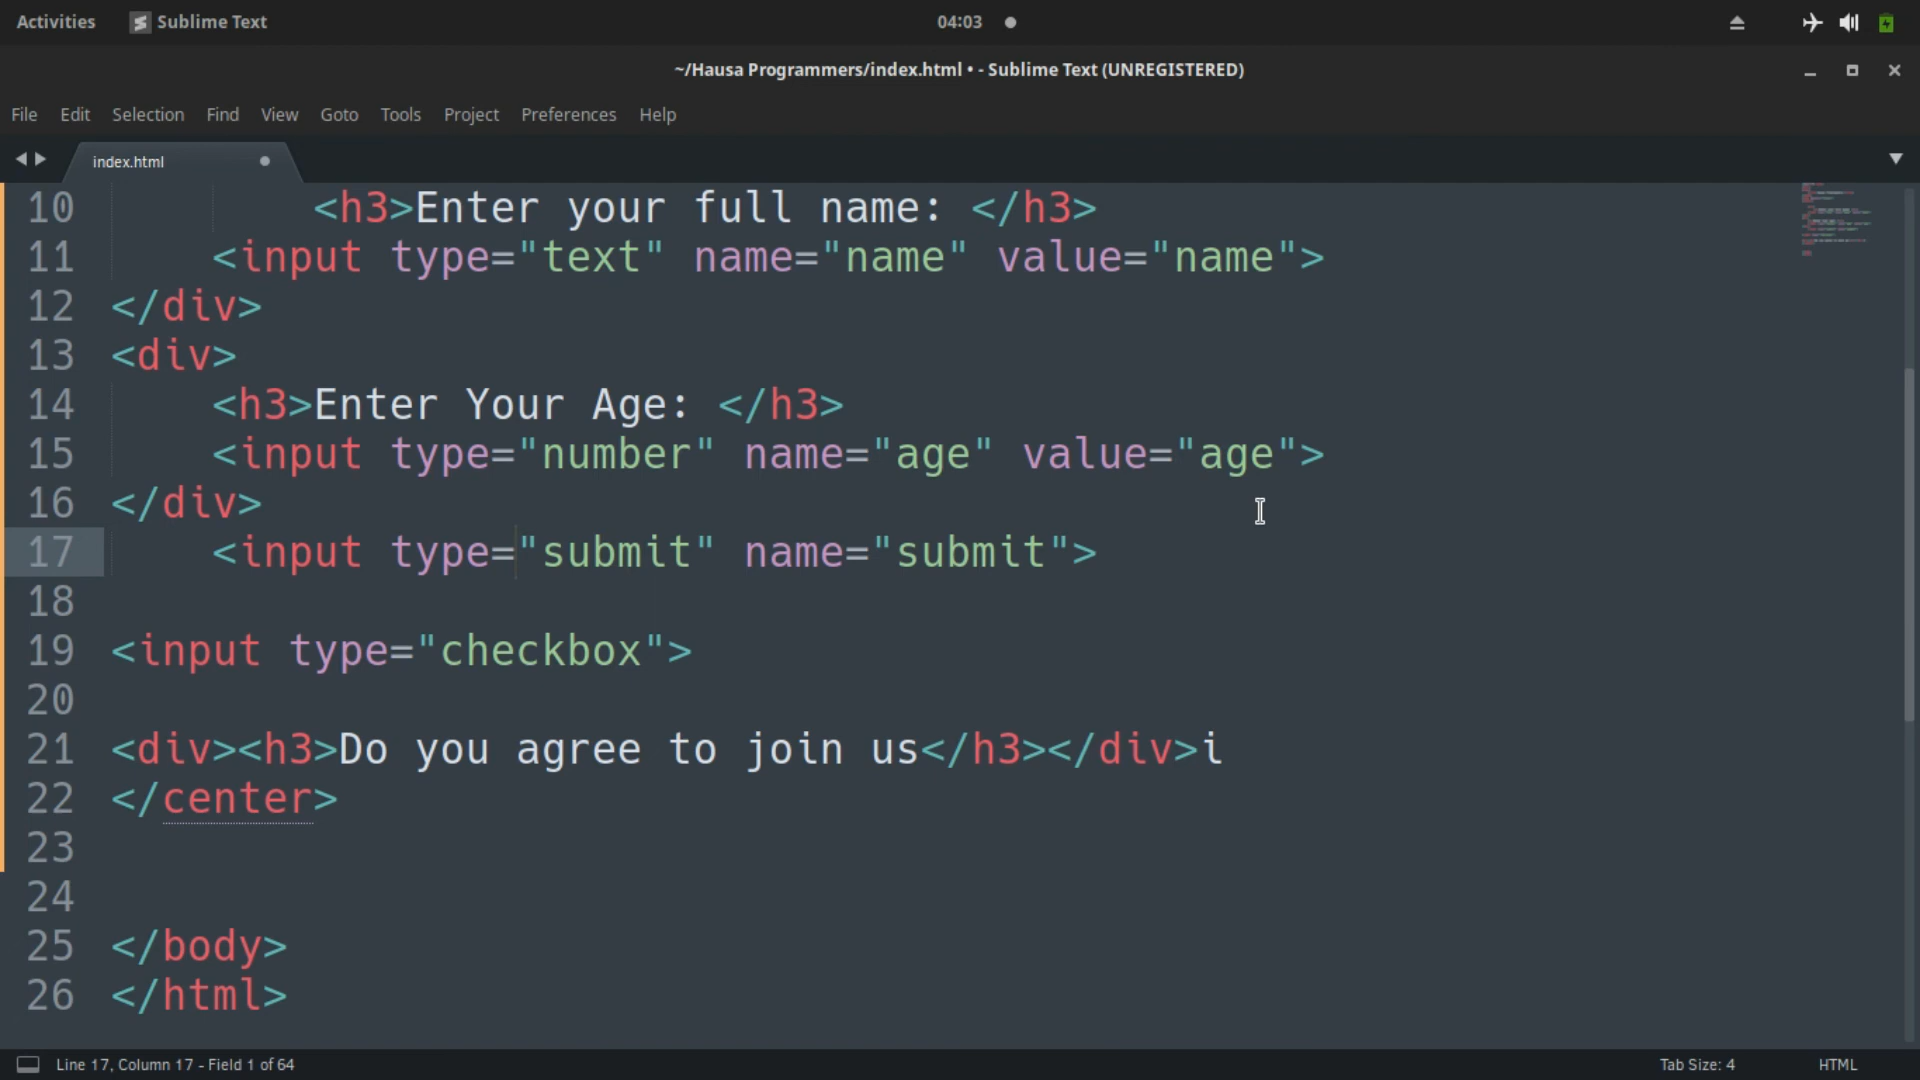 Activities Sublime Text 04:03
~/Hausa Programmers/index.html • - Sublime Text (UNREGISTERED)
File Edit Selection Find View Goto Tools Project Preferences Help
index.html
10 <h3>Enter your full name: </h3>
11 <input type="text" name="name" value="name">
12 </div>
13 <div>
14 <h3>Enter Your Age: </h3>
15 <input type="number" name="age" value="age">
16 </div>
17 <input type="submit" name="submit">
18
19 <input type="checkbox">
20
21 <div><h3>Do you agree to join us</h3></div>i
22 </center>
23
24
25 </body>
26 </html>
Line 17, Column 17 - Field 1 of 64 Tab Size: 4 HTML